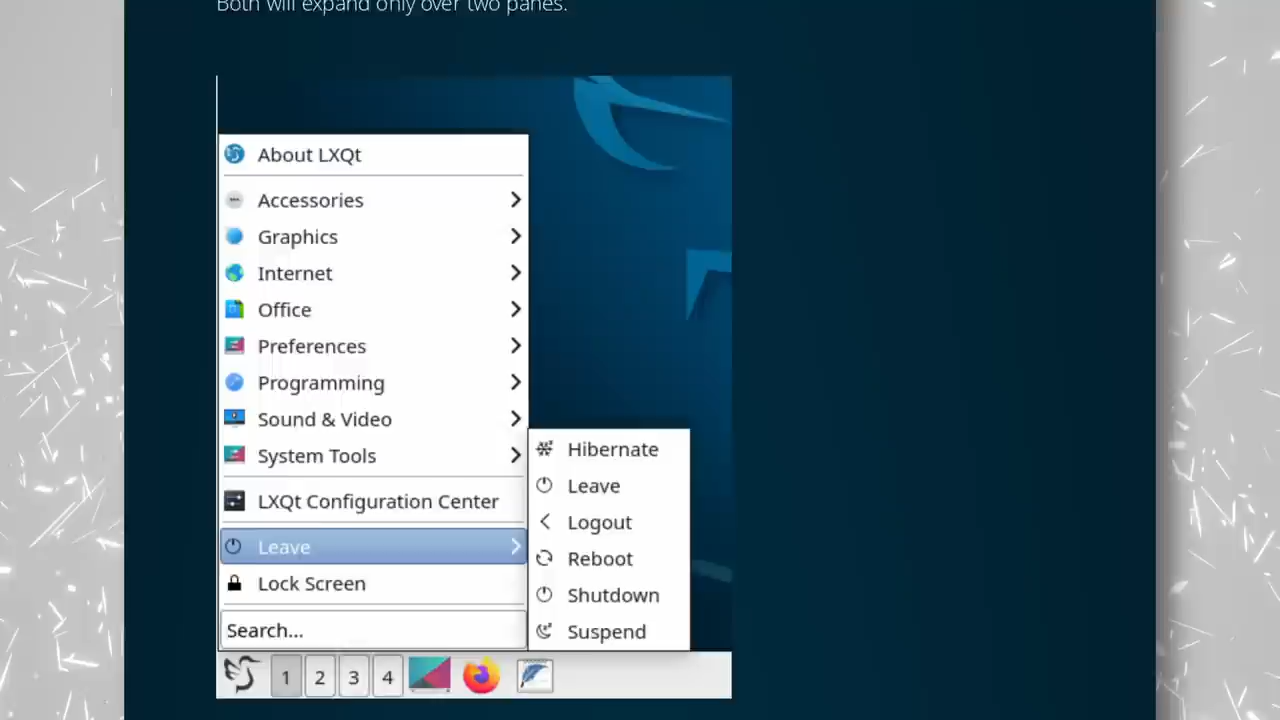 Both will expand only over two panes.
About LXQt
Accessories
Graphics
Internet
Office
Preferences
Programming
Sound & Video
System Tools
LXQt Configuration Center
Leave
Lock Screen
Search...
Hibernate
Leave
Logout
Reboot
Shutdown
Suspend
1 2 3 4